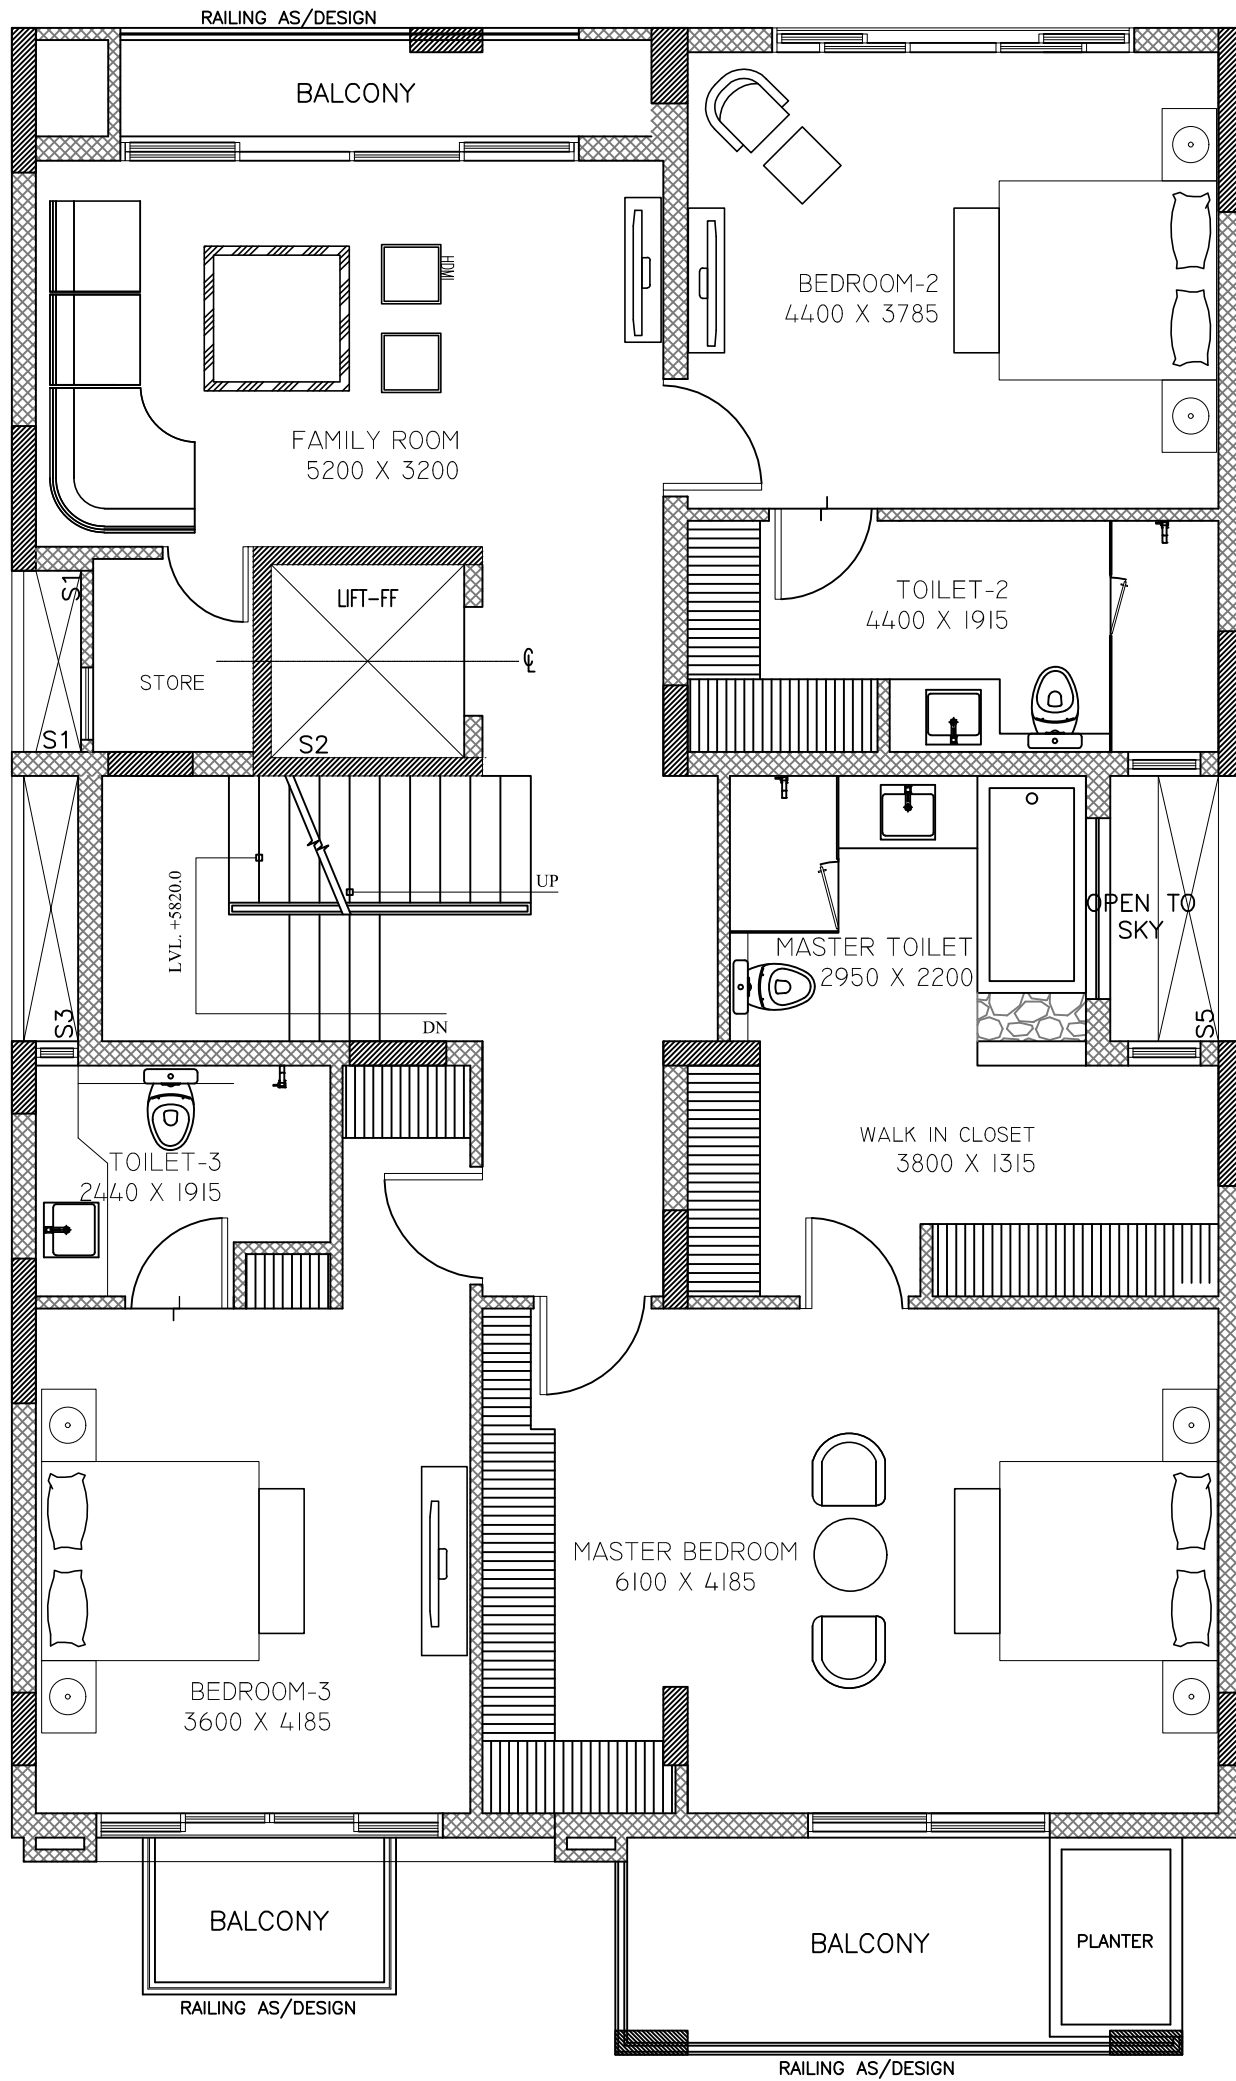 RAILING AS/DESIGN
BALCONY
HDMI
BEDROOM-2
4400 X 3785
FAMILY ROOM
5200 X 3200
S1
LIFT-FF
TOILET-2
4400 X 1915
STORE
℄
S1
S2
UP
LVL. +5820.0
OPEN TO
SKY
MASTER TOILET
2950 X 2200
S3
DN
S5
WALK IN CLOSET
3800 X 1315
TOILET-3
2440 X 1915
MASTER BEDROOM
6100 X 4185
BEDROOM-3
3600 X 4185
BALCONY
BALCONY
PLANTER
RAILING AS/DESIGN
RAILING AS/DESIGN